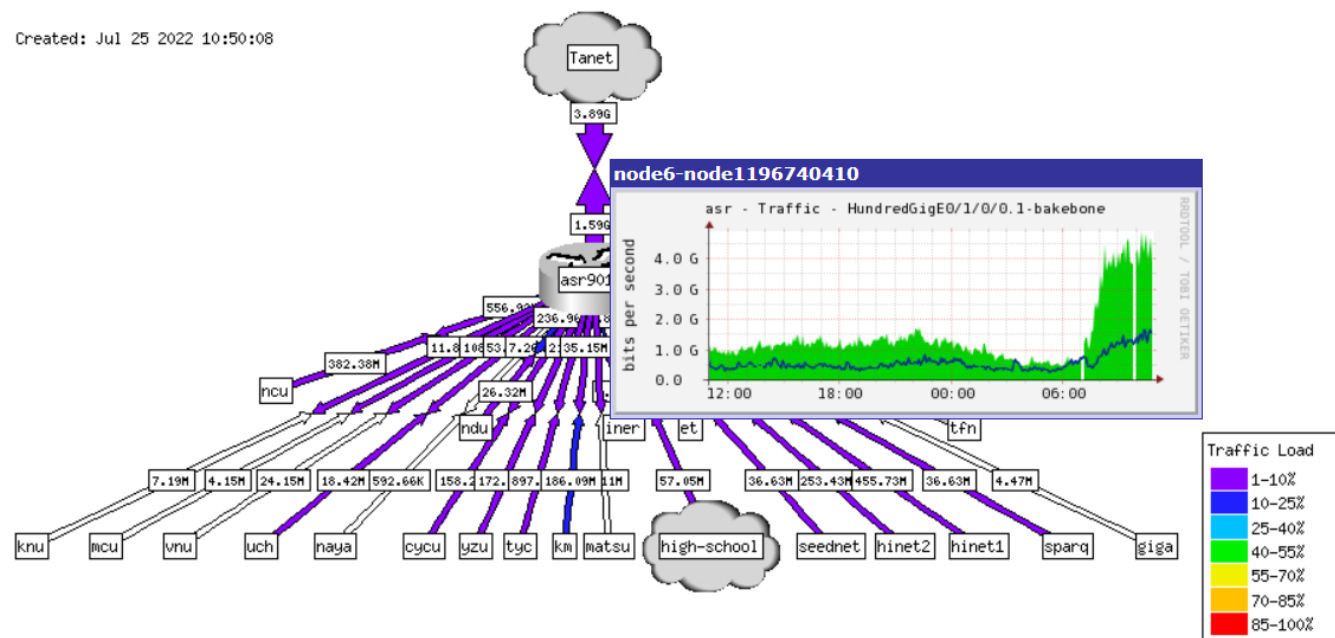 Created: Jul 25 2022 10:50:08
Tanet
3.89G
node6-node1196740410
asr - Traffic - HundredGigE0/1/0/0.1-bakebone
RRDTOOL / TOBI OETIKER
bits per second
4.0 G
3.0 G
2.0 G
1.0 G
0.0
12:00
18:00
00:00
06:00
1.59G
asr901
556.92
236.96
11.8
108
53.
7.26
35.15M
382.38M
ncu
26.32M
ndu
iner
et
tfn
7.19M
4.15M
24.15M
18.42M
592.66K
158.2
172.
897.
186.09M
11M
57.05M
36.63M
253.43M
455.73M
36.63M
4.47M
knu
mcu
vnu
uch
naya
cycu
yzu
tyc
km
matsu
high-school
seednet
hinet2
hinet1
sparq
giga
Traffic Load
1-10%
10-25%
25-40%
40-55%
55-70%
70-85%
85-100%